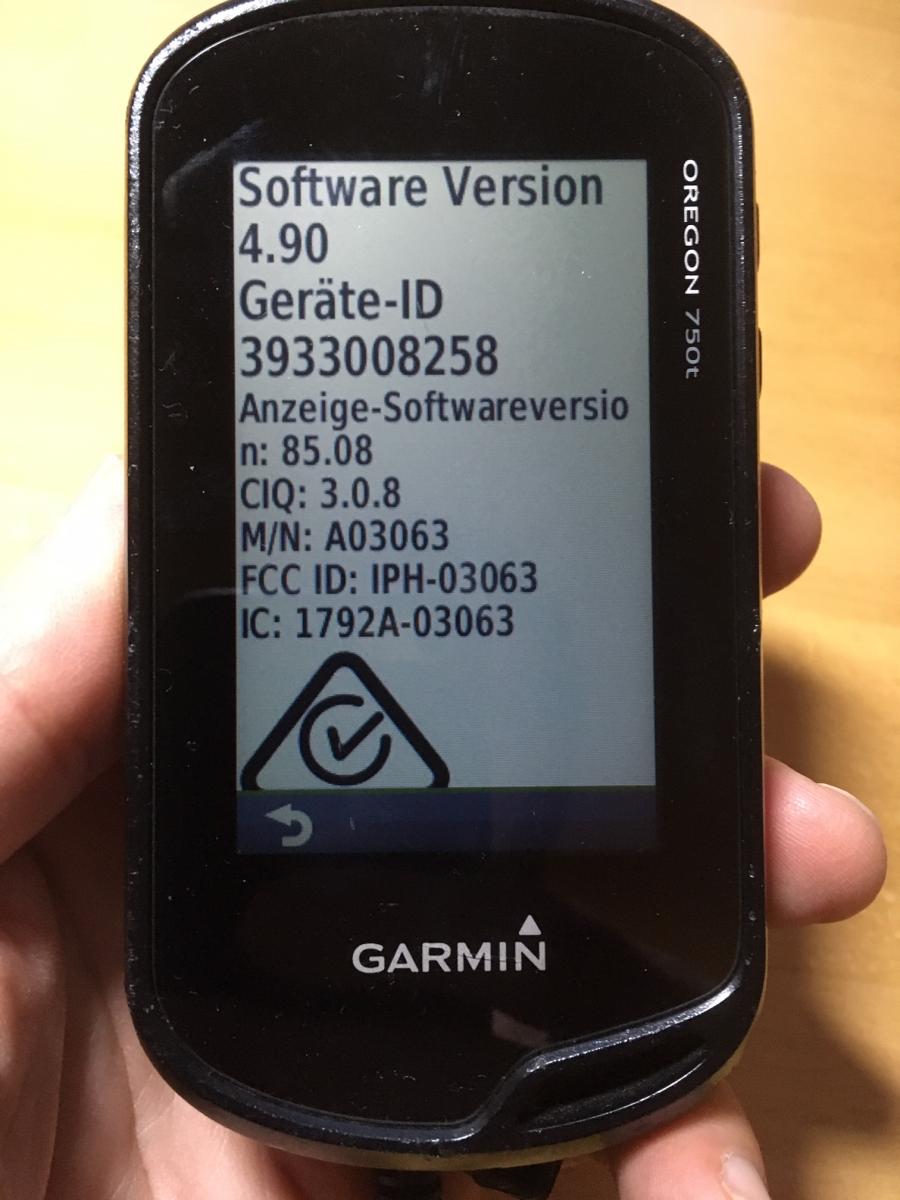 Software Version
4.90
Geräte-ID
3933008258
Anzeige-Softwareversio
n: 85.08
CIQ: 3.0.8
M/N: A03063
FCC ID: IPH-03063
IC: 1792A-03063
OREGON 750t
GARMIN